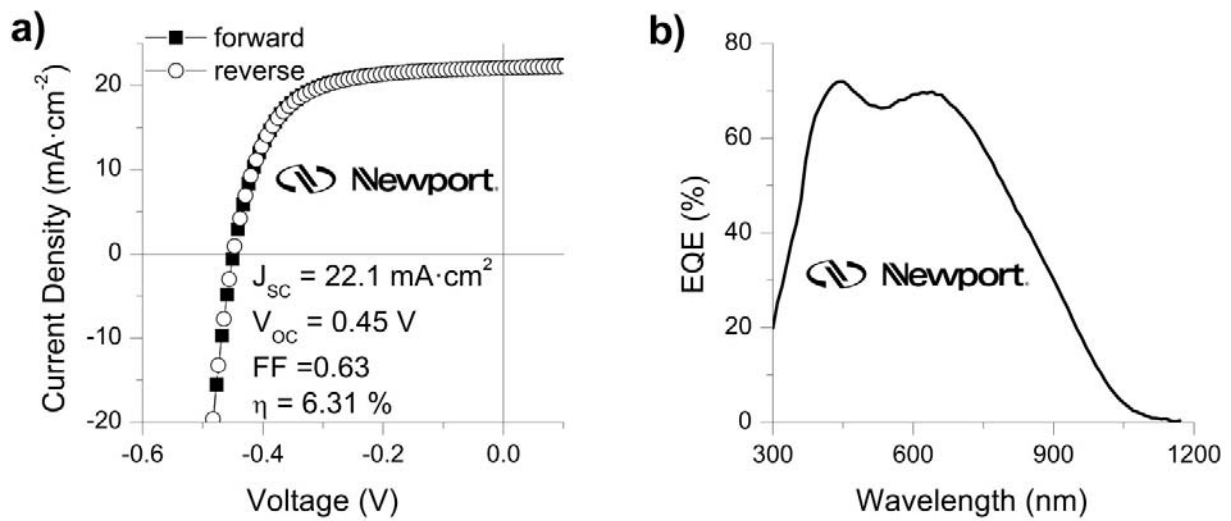 a)
forward
reverse
Current Density (mA·cm-2)
20
10
0
-10
-20
Newport.
JSC = 22.1 mA·cm2
VOC = 0.45 V
FF =0.63
η = 6.31 %
-0.6
-0.4
-0.2
0.0
Voltage (V)
b)
EQE (%)
80
60
40
20
0
Newport.
300
600
900
1200
Wavelength (nm)